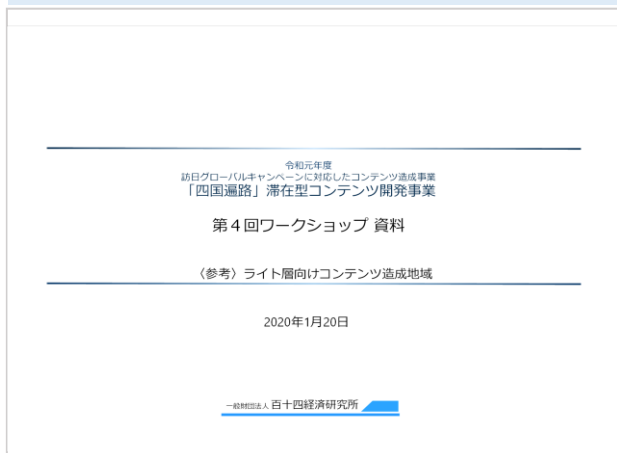 令和元年度
訪日グローバルキャンペーンに対応したコンテンツ造成事業
「四国遍路」滞在型コンテンツ開発事業
第４回ワークショップ 資料
〈参考〉ライト層向けコンテンツ造成地域
2020年1月20日
一般財団法人 百十四経済研究所